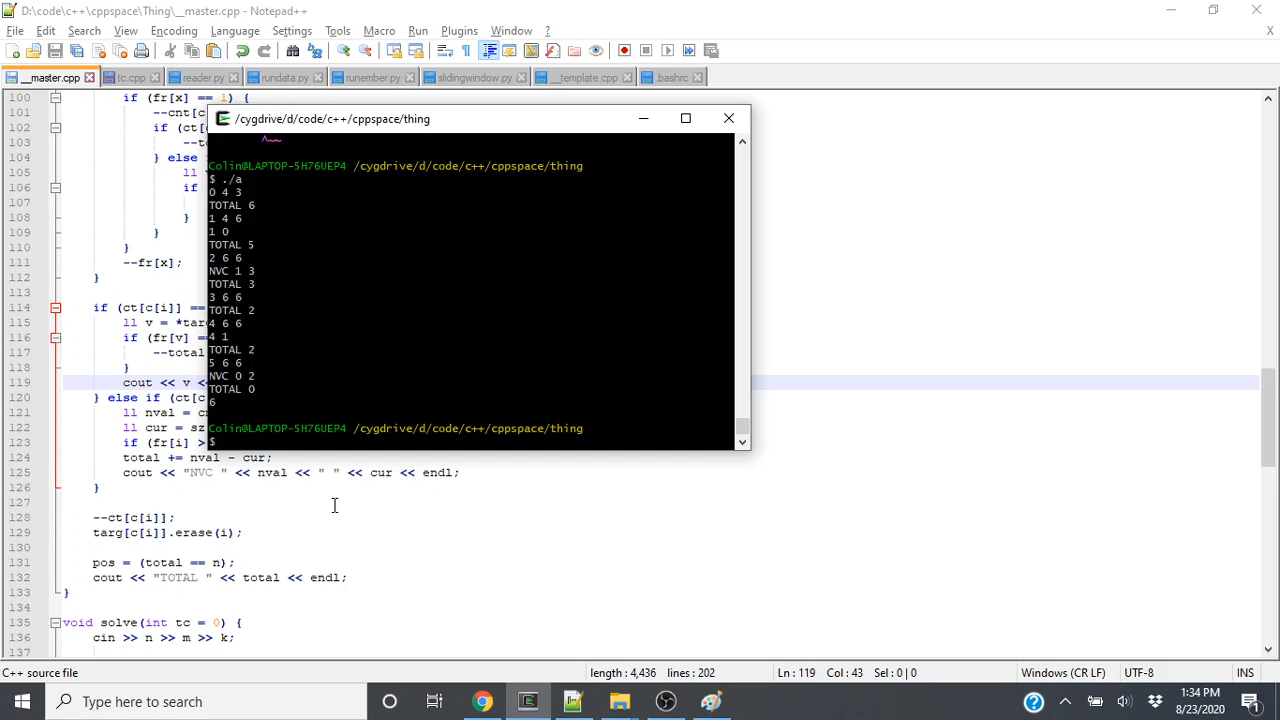 D:\code\c++\cppspace\Thing\__master.cpp - Notepad++
File Edit Search View Encoding Language Settings Tools Macro Run Plugins Window ? X
__master.cpp tc.cpp reader.py rundata.py runember.py slidingwindow.py __template.cpp .bashrc
100 if (fr[x] == 1) {
101 --cnt[c
102 if (ct[c
103 --to
104 } else i
105 ll
106 if
107
108 }
109 }
110 }
111 --fr[x];
112 }
113
114 if (ct[c[i]] ==
115 ll v = *targ
116 if (fr[v] ==
117 --total
118 }
119 cout << v <<
120 } else if (ct[c
121 ll nval = cn
122 ll cur = sz
123 if (fr[i] >
124 total += nval - cur;
125 cout << "NVC " << nval << " " << cur << endl;
126 }
127
128 --ct[c[i]];
129 targ[c[i]].erase(i);
130
131 pos = (total == n);
132 cout << "TOTAL " << total << endl;
133 }
134
135 void solve(int tc = 0) {
136 cin >> n >> m >> k;
137
/cygdrive/d/code/c++/cppspace/thing
^~~
Colin@LAPTOP-5H76UEP4 /cygdrive/d/code/c++/cppspace/thing
$ ./a
0 4 3
TOTAL 6
1 4 6
1 0
TOTAL 5
2 6 6
NVC 1 3
TOTAL 3
3 6 6
TOTAL 2
4 6 6
4 1
TOTAL 2
5 6 6
NVC 0 2
TOTAL 0
6
Colin@LAPTOP-5H76UEP4 /cygdrive/d/code/c++/cppspace/thing
$
C++ source file length : 4,436 lines : 202 Ln : 119 Col : 43 Sel : 0 | 0 Windows (CR LF) UTF-8 INS
Type here to search
1:34 PM
8/23/2020
1